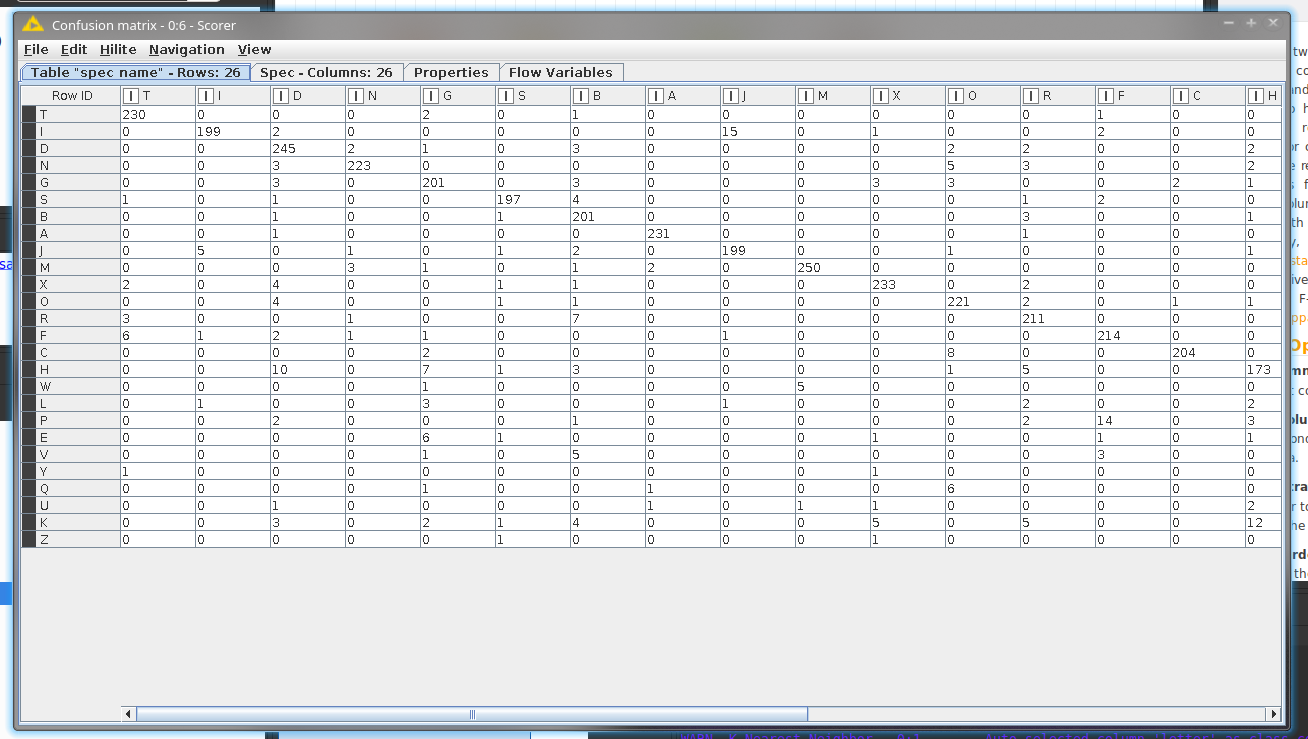 Confusion matrix - 0:6 - Scorer
File Edit Hilite Navigation View
Table "spec name" - Rows: 26 Spec - Columns: 26 Properties Flow Variables
Row ID I T I I I D I N I G I S I B I A I J I M I X I O I R I F I C I H
T 230 0 0 0 2 0 1 0 0 0 0 0 0 1 0 0
I 0 199 2 0 0 0 0 0 15 0 1 0 0 2 0 0
D 0 0 245 2 1 0 3 0 0 0 0 2 2 0 0 2
N 0 0 3 223 0 0 0 0 0 0 0 5 3 0 0 2
G 0 0 3 0 201 0 3 0 0 0 3 3 0 0 2 1
S 1 0 1 0 0 197 4 0 0 0 0 0 1 2 0 0
B 0 0 1 0 0 1 201 0 0 0 0 0 3 0 0 1
A 0 0 1 0 0 0 0 231 0 0 0 0 1 0 0 0
J 0 5 0 1 0 1 2 0 199 0 0 1 0 0 0 1
M 0 0 0 3 1 0 1 2 0 250 0 0 0 0 0 0
X 2 0 4 0 0 1 1 0 0 0 233 0 2 0 0 0
O 0 0 4 0 0 1 1 0 0 0 0 221 2 0 1 1
R 3 0 0 1 0 0 7 0 0 0 0 0 211 0 0 0
F 6 1 2 1 1 0 0 0 1 0 0 0 0 214 0 0
C 0 0 0 0 2 0 0 0 0 0 0 8 0 0 204 0
H 0 0 10 0 7 1 3 0 0 0 0 1 5 0 0 173
W 0 0 0 0 1 0 0 0 0 5 0 0 0 0 0 0
L 0 1 0 0 3 0 0 0 1 0 0 0 2 0 0 2
P 0 0 2 0 0 0 1 0 0 0 0 0 2 14 0 3
E 0 0 0 0 6 1 0 0 0 0 1 0 0 1 0 1
V 0 0 0 0 1 0 5 0 0 0 0 0 0 3 0 0
Y 1 0 0 0 0 0 0 0 0 0 1 0 0 0 0 0
Q 0 0 0 0 1 0 0 1 0 0 0 6 0 0 0 0
U 0 0 1 0 0 0 0 1 0 1 1 0 0 0 0 2
K 0 0 3 0 2 1 4 0 0 0 5 0 5 0 0 12
Z 0 0 0 0 0 1 0 0 0 0 1 0 0 0 0 0